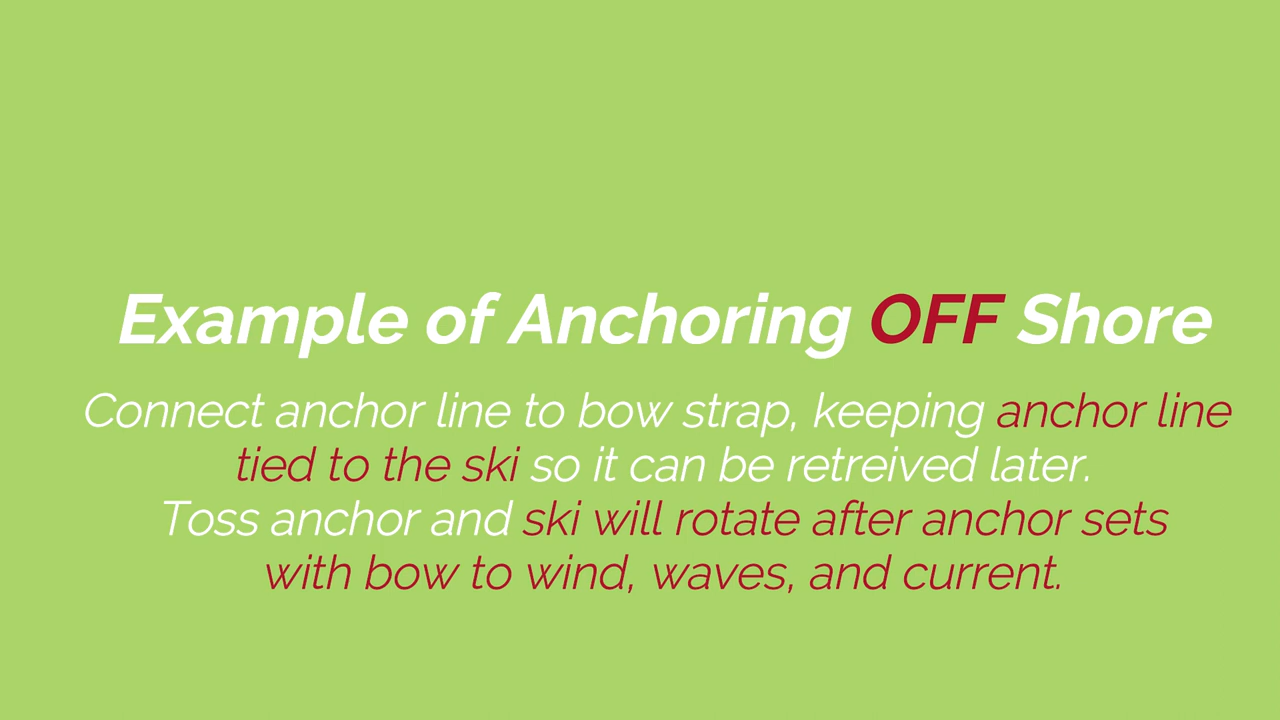 Example of Anchoring OFF Shore
Connect anchor line to bow strap, keeping anchor line
tied to the ski so it can be retreived later.
Toss anchor and ski will rotate after anchor sets
with bow to wind, waves, and current.